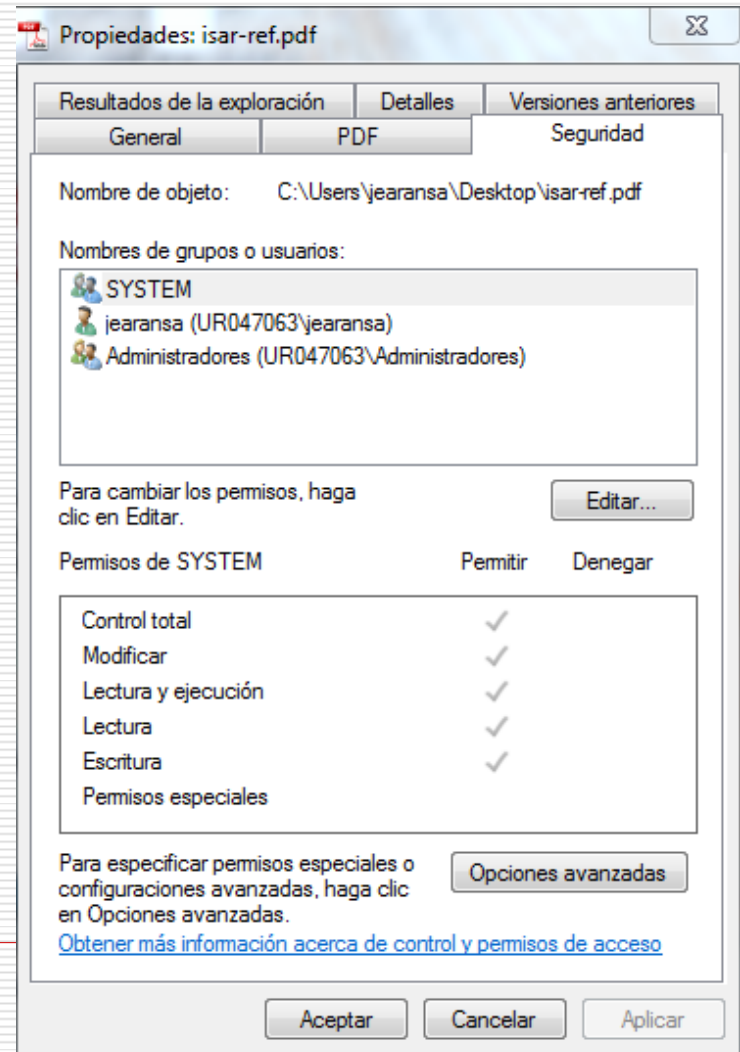 Propiedades: isar-ref.pdf
Resultados de la exploración Detalles Versiones anteriores
General PDF Seguridad
Nombre de objeto: C:\Users\jearansa\Desktop\isar-ref.pdf
Nombres de grupos o usuarios:
SYSTEM
jearansa (UR047063\jearansa)
Administradores (UR047063\Administradores)
Para cambiar los permisos, haga
clic en Editar.
Editar...
Permisos de SYSTEM Permitir Denegar
Control total
Modificar
Lectura y ejecución
Lectura
Escritura
Permisos especiales
Para especificar permisos especiales o
configuraciones avanzadas, haga clic
en Opciones avanzadas.
Opciones avanzadas
Obtener más información acerca de control y permisos de acceso
Aceptar Cancelar Aplicar